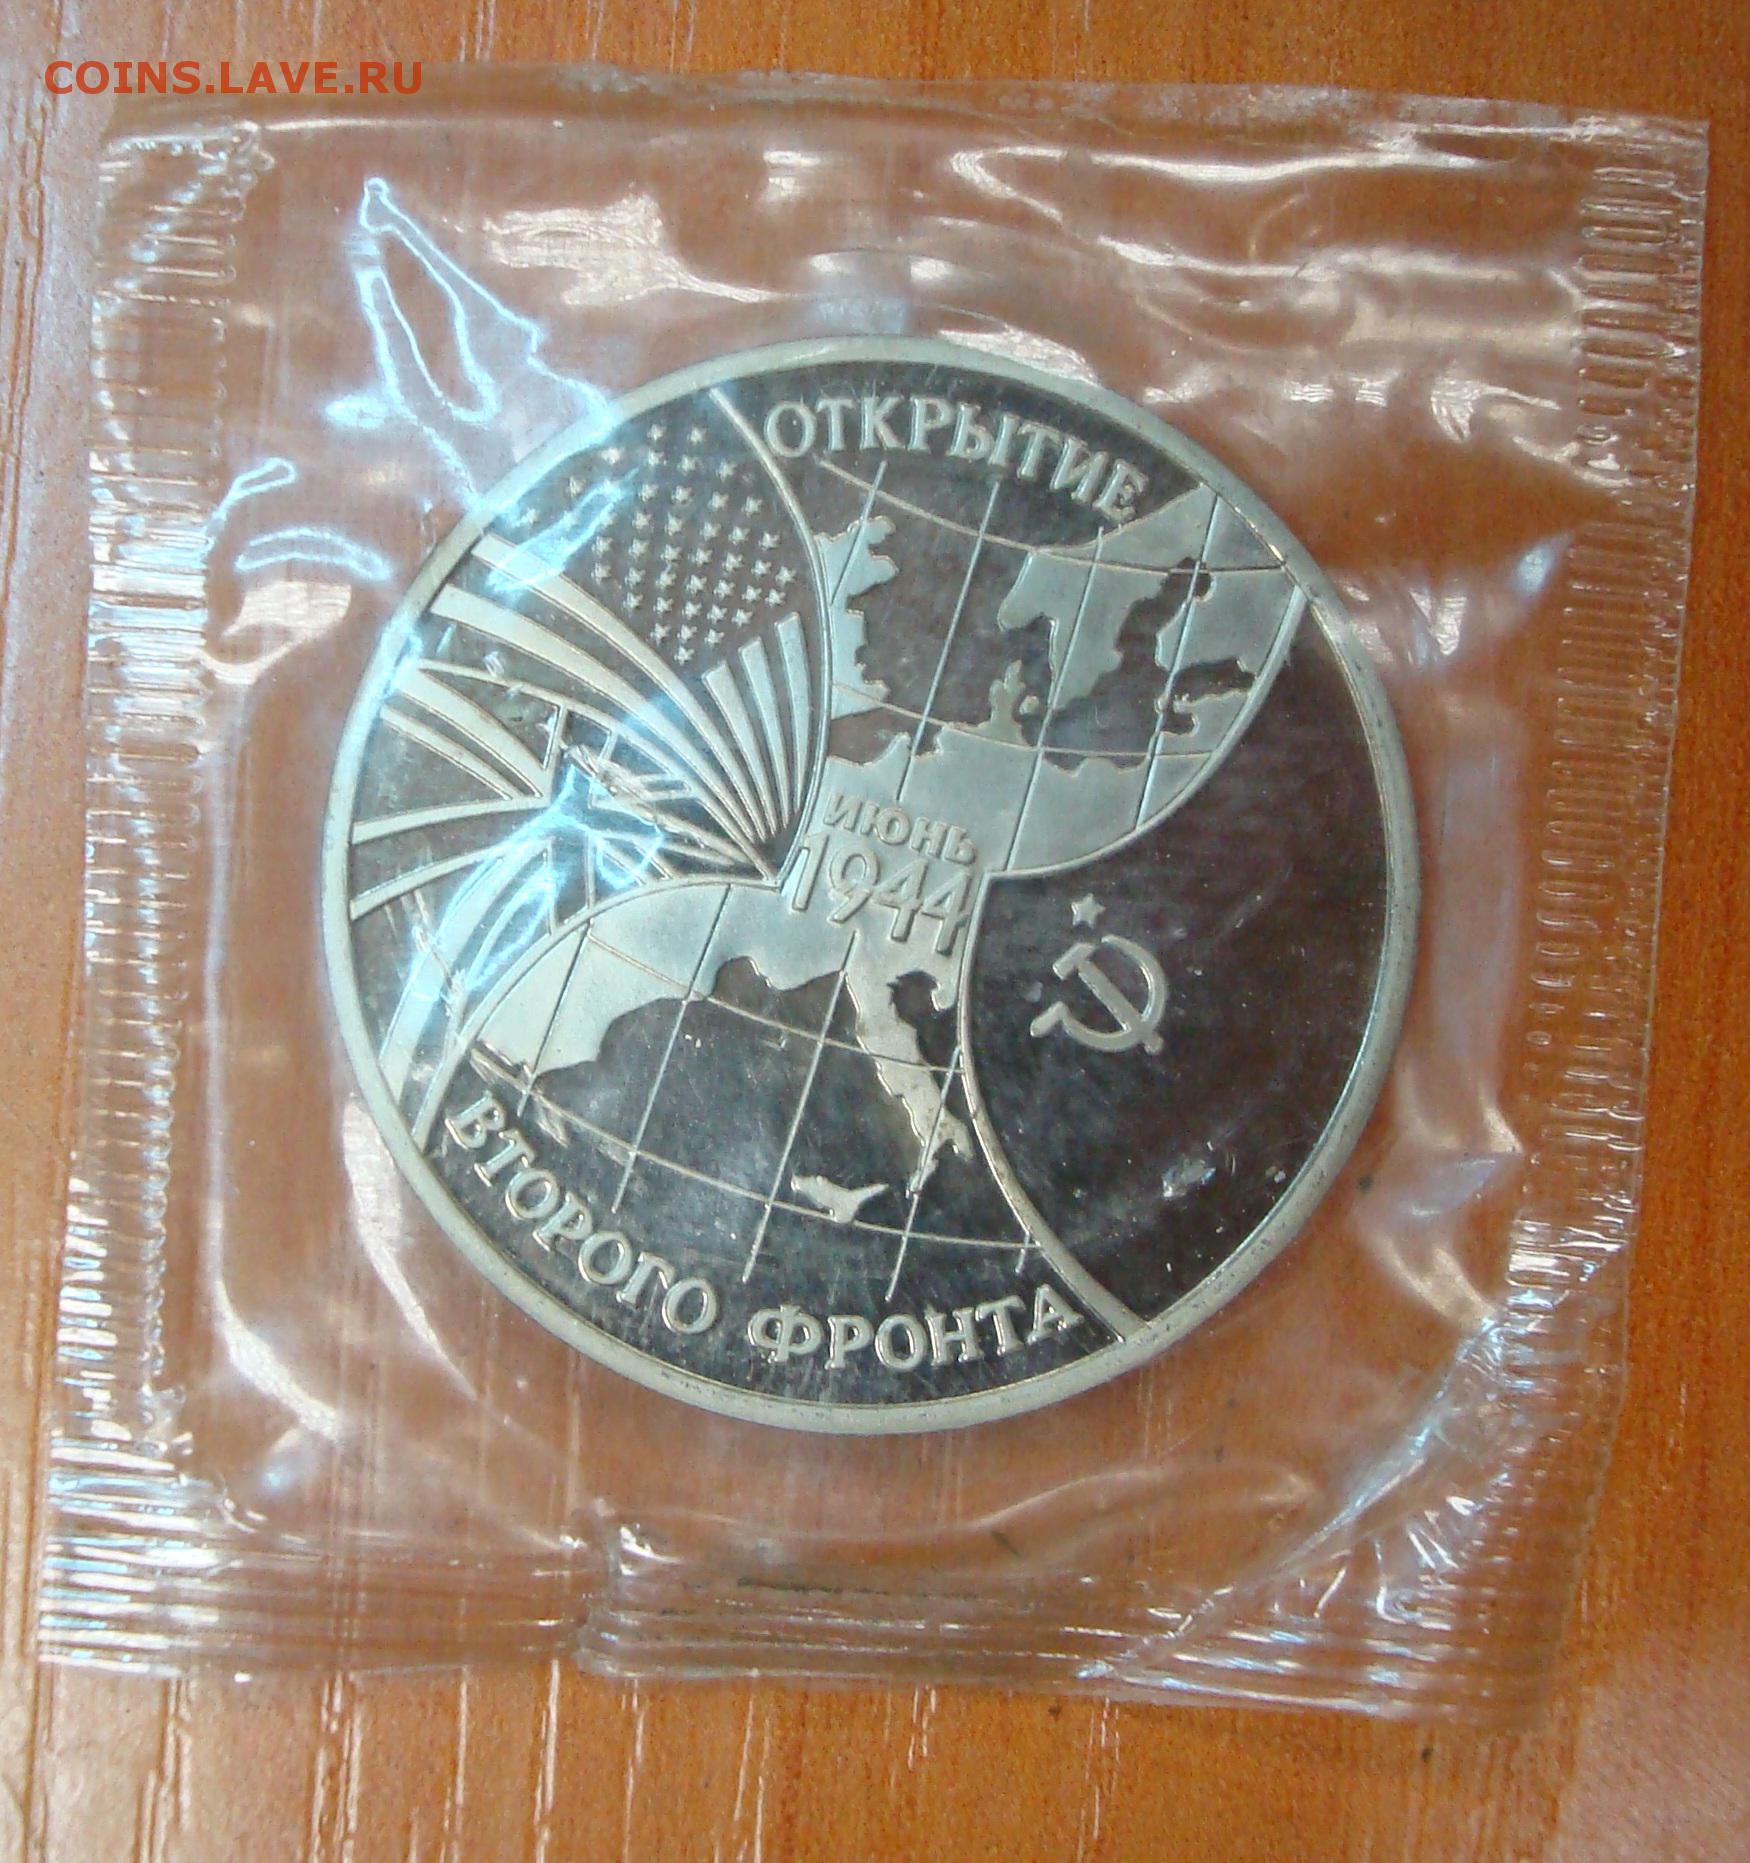 COINS.LAVE.RU
ОТКРЫТИЕ
ИЮНЬ
1944
ВТОРОГО ФРОНТА